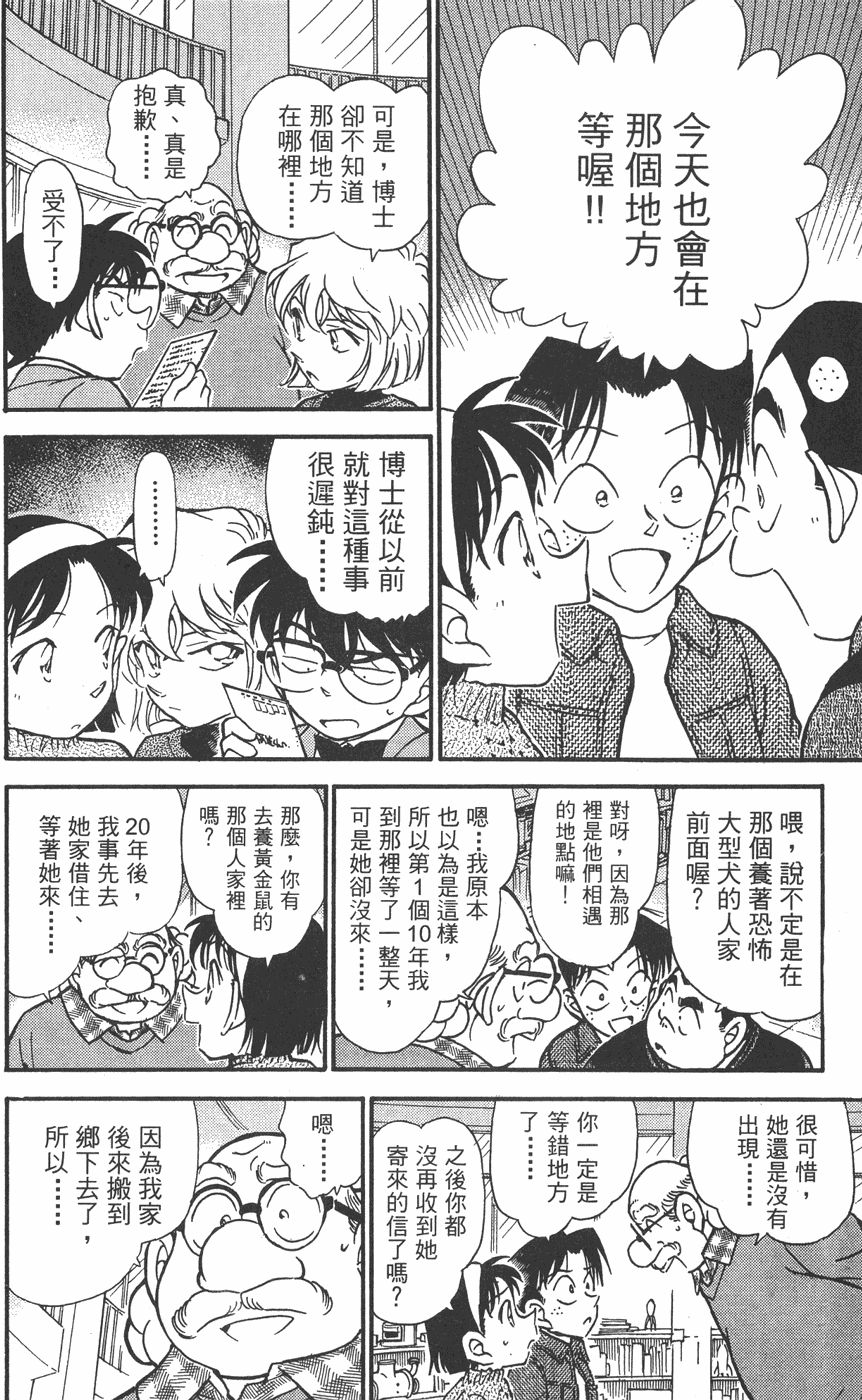 今天也會在
那個地方
等喔!!
可是，博士
卻不知道
那個地方
在哪裡……
真、真是
抱歉……
受不了…
博士從以前
就對這種事
很遲鈍……
………
喂，說不定是在
那個養著恐怖
大型犬的人家
前面喔？
對呀，因為那
裡是他們相遇
的地點嘛！
嗯…我原本
也以為是這樣，
所以第1個10年我
到那裡等了一整天，
可是她卻沒來……
那麼，你有
去養黃金鼠的
那個人家裡
嗎？
20年後，
我事先去
她家借住、
等著她來……
很可惜，
她還是沒有
出現……
你一定是
等錯地方
了……
之後你都
沒再收到她
寄來的信了嗎？
嗯……
因為我家
後來搬到
鄉下去了，
所以……